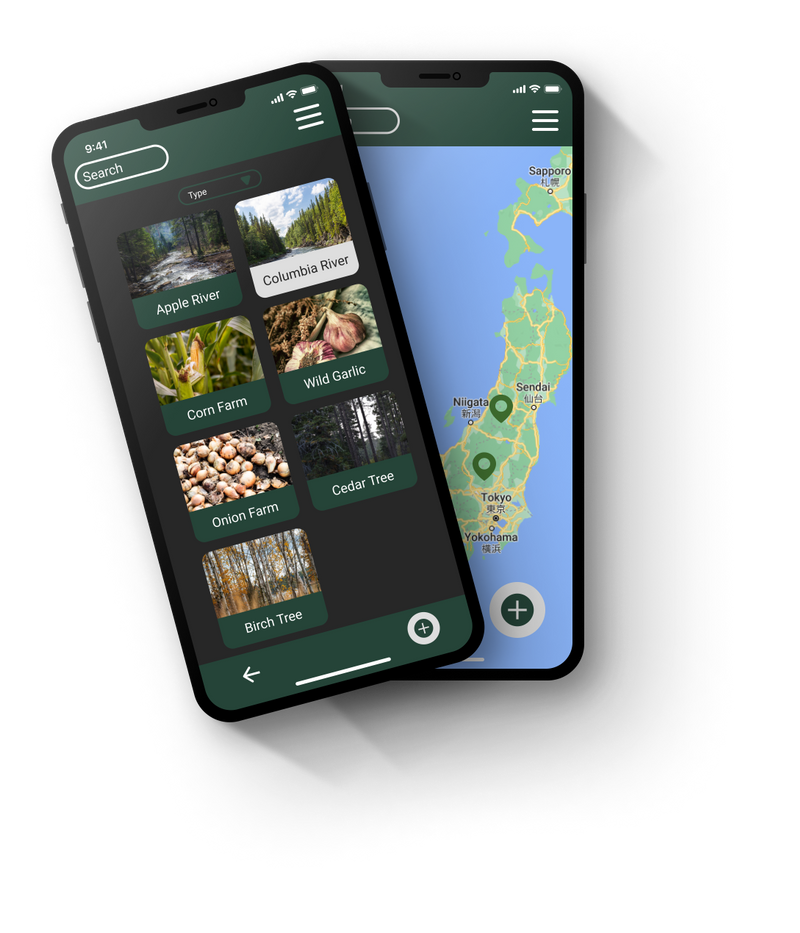 9:41
Search
Type
Apple River
Columbia River
Corn Farm
Wild Garlic
Onion Farm
Cedar Tree
Birch Tree
Sapporo
札幌
Sendai
仙台
Niigata
新潟
Tokyo
東京
Yokohama
横浜